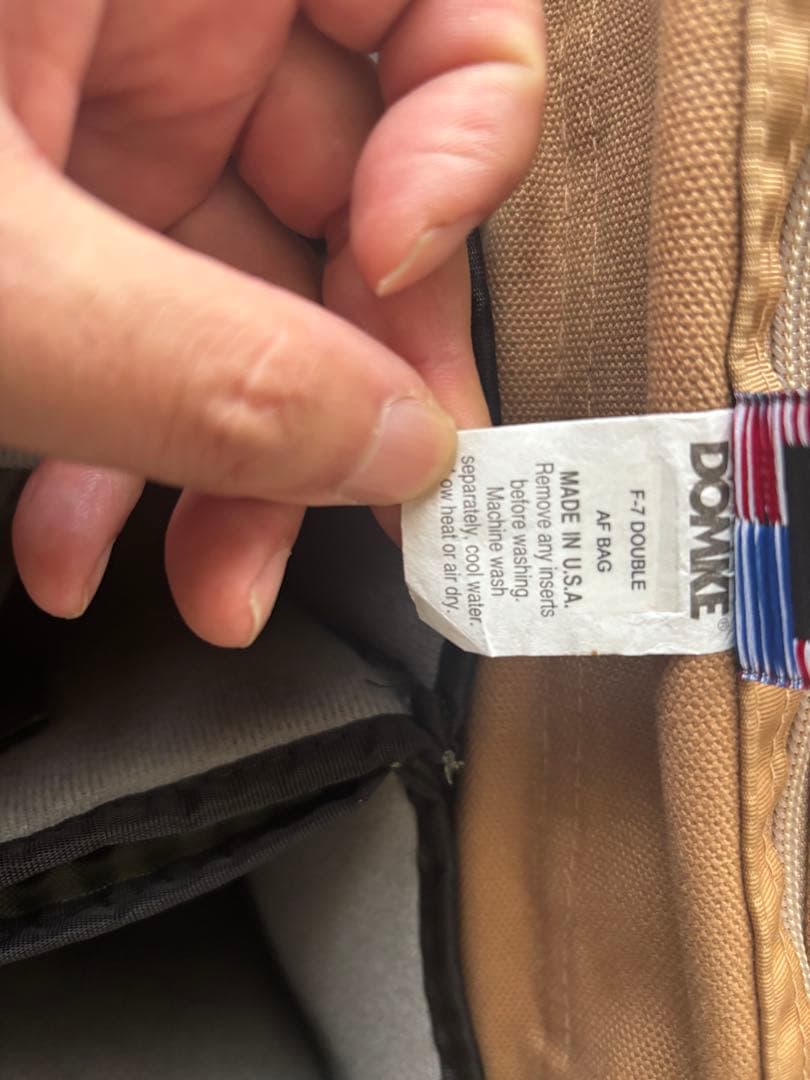 DOMKE®
F-7 DOUBLE
AF BAG
MADE IN U.S.A.
Remove any inserts
before washing.
Machine wash
separately, cool water.
ow heat or air dry.